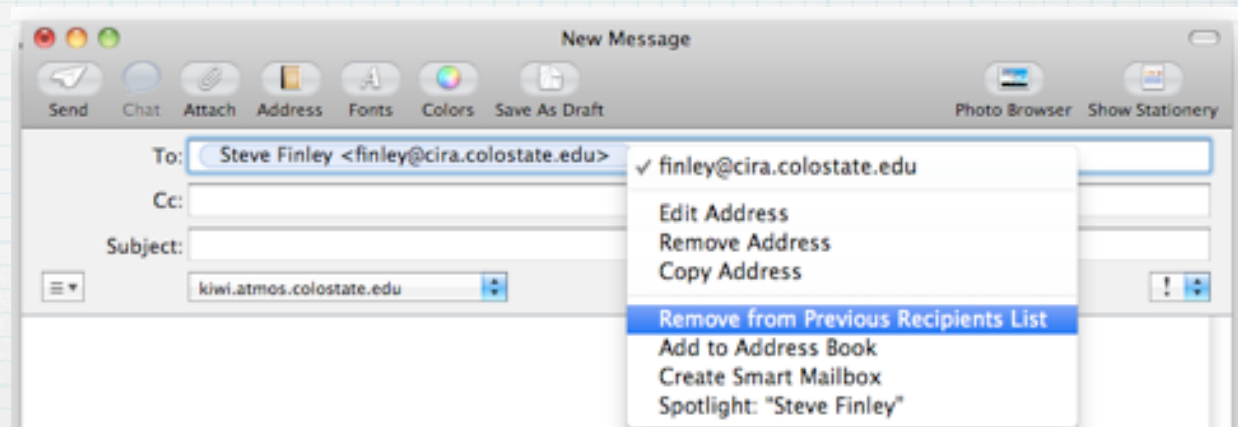 New Message
Send Chat Attach Address Fonts Colors Save As Draft Photo Browser Show Stationery
To: Steve Finley <finley@cira.colostate.edu>
✓ finley@cira.colostate.edu
Cc:
Edit Address
Remove Address
Subject:
Copy Address
kiwi.atmos.colostate.edu !
Remove from Previous Recipients List
Add to Address Book
Create Smart Mailbox
Spotlight: "Steve Finley"